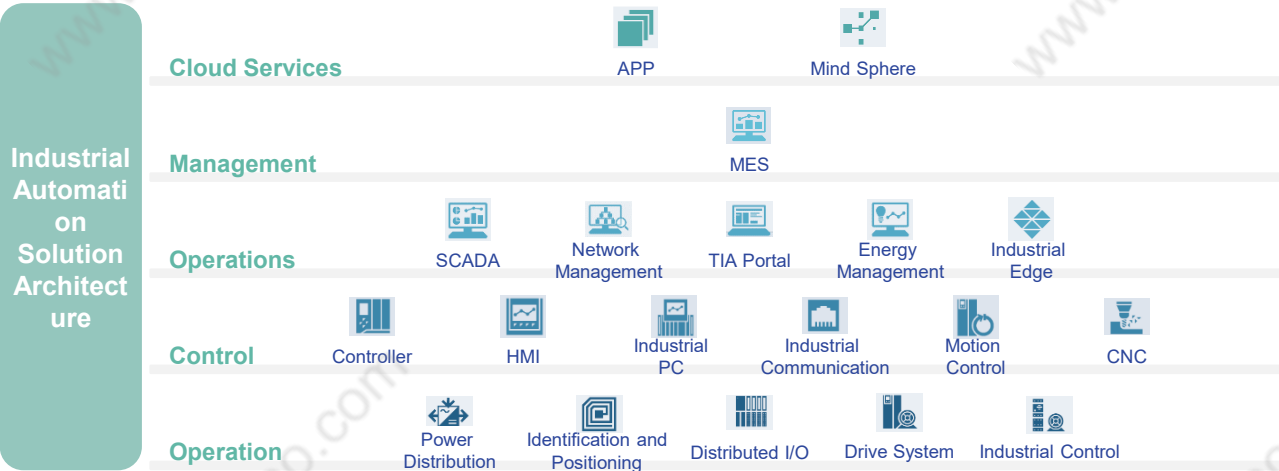 Industrial
Automati
on
Solution
Architect
ure
Cloud Services
APP
Mind Sphere
Management
MES
Operations
SCADA
Network
Management
TIA Portal
Energy
Management
Industrial
Edge
Control
Controller
HMI
Industrial
PC
Industrial
Communication
Motion
Control
CNC
Operation
Power
Distribution
Identification and
Positioning
Distributed I/O
Drive System
Industrial Control